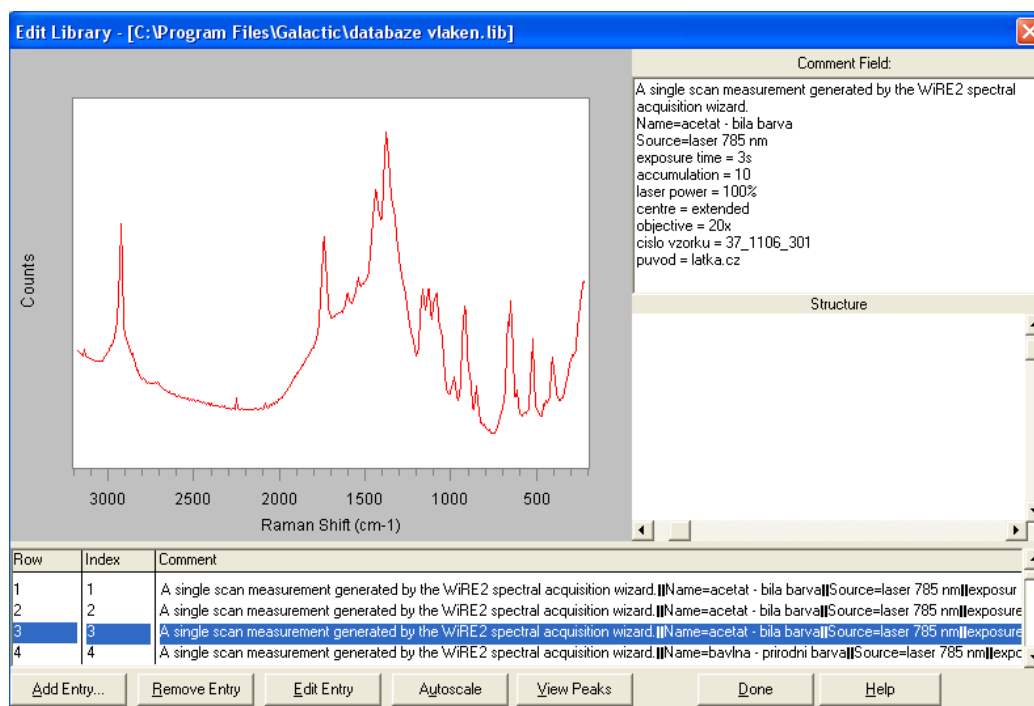 Edit Library - [C:\Program Files\Galactic\databaze vlaken.lib]
Comment Field:
A single scan measurement generated by the WiRE2 spectral
acquisition wizard.
Name=acetat - bila barva
Source=laser 785 nm
exposure time = 3s
accumulation = 10
laser power = 100%
centre = extended
objective = 20x
cislo vzorku = 37_1106_301
puvod = latka.cz
Structure
Counts
3000 2500 2000 1500 1000 500
Raman Shift (cm-1)
Row Index Comment
1 1 A single scan measurement generated by the WiRE2 spectral acquisition wizard.||Name=acetat - bila barva||Source=laser 785 nm||exposur
2 2 A single scan measurement generated by the WiRE2 spectral acquisition wizard.||Name=acetat - bila barva||Source=laser 785 nm||exposure
3 3 A single scan measurement generated by the WiRE2 spectral acquisition wizard.||Name=acetat - bila barva||Source=laser 785 nm||exposure
4 4 A single scan measurement generated by the WiRE2 spectral acquisition wizard.||Name=bavlna - prirodni barva||Source=laser 785 nm||expo
Add Entry... Remove Entry Edit Entry Autoscale View Peaks Done Help